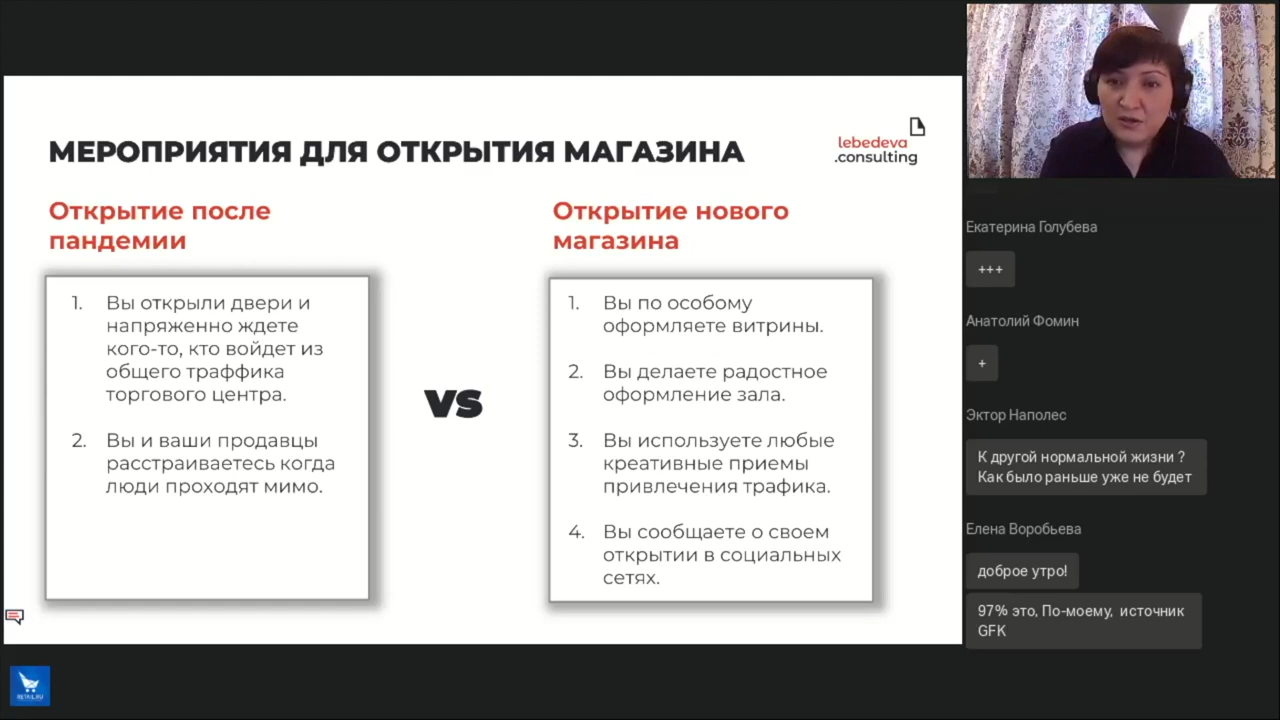 МЕРОПРИЯТИЯ ДЛЯ ОТКРЫТИЯ МАГАЗИНА
lebedeva
.consulting
Открытие после
пандемии
1. Вы открыли двери и
напряженно ждете
кого-то, кто войдет из
общего траффика
торгового центра.
2. Вы и ваши продавцы
расстраиваетесь когда
люди проходят мимо.
VS
Открытие нового
магазина
1. Вы по особому
оформляете витрины.
2. Вы делаете радостное
оформление зала.
3. Вы используете любые
креативные приемы
привлечения трафика.
4. Вы сообщаете о своем
открытии в социальных
сетях.
RETAIL.RU
Екатерина Голубева
+++
Анатолий Фомин
+
Эктор Наполес
К другой нормальной жизни ?
Как было раньше уже не будет
Елена Воробьева
доброе утро!
97% это, По-моему, источник
GFK